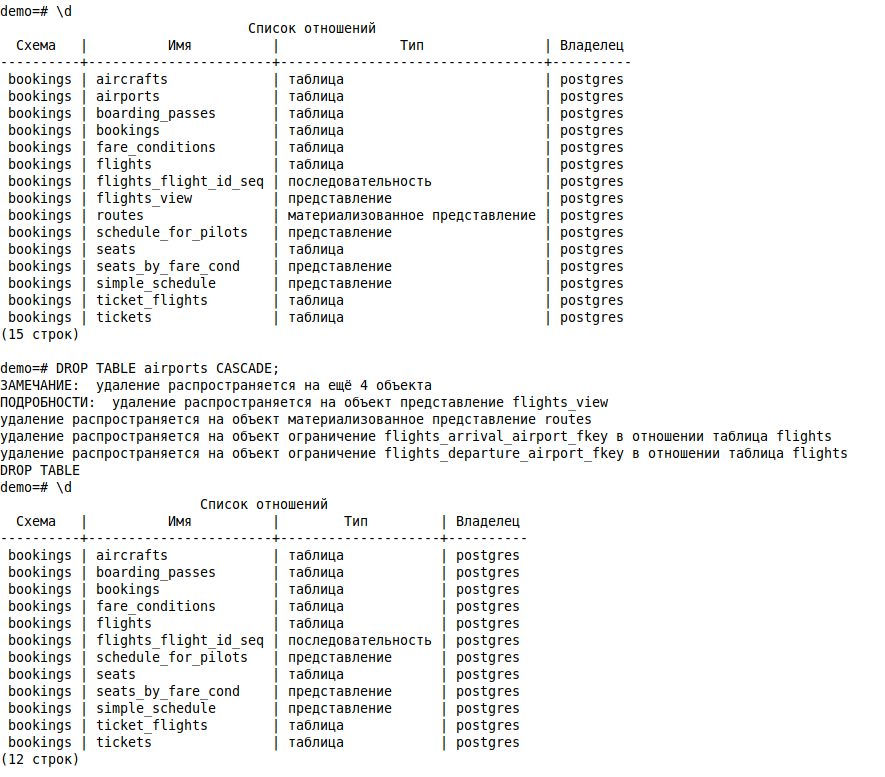 demo=# \d
                               Список отношений
  Схема   |          Имя          |               Тип               | Владелец
----------+-----------------------+---------------------------------+----------
 bookings | aircrafts             | таблица                         | postgres
 bookings | airports              | таблица                         | postgres
 bookings | boarding_passes       | таблица                         | postgres
 bookings | bookings              | таблица                         | postgres
 bookings | fare_conditions       | таблица                         | postgres
 bookings | flights               | таблица                         | postgres
 bookings | flights_flight_id_seq | последовательность              | postgres
 bookings | flights_view          | представление                   | postgres
 bookings | routes                | материализованное представление | postgres
 bookings | schedule_for_pilots   | представление                   | postgres
 bookings | seats                 | таблица                         | postgres
 bookings | seats_by_fare_cond    | представление                   | postgres
 bookings | simple_schedule       | представление                   | postgres
 bookings | ticket_flights        | таблица                         | postgres
 bookings | tickets               | таблица                         | postgres
(15 строк)

demo=# DROP TABLE airports CASCADE;
ЗАМЕЧАНИЕ:  удаление распространяется на ещё 4 объекта
ПОДРОБНОСТИ:  удаление распространяется на объект представление flights_view
удаление распространяется на объект материализованное представление routes
удаление распространяется на объект ограничение flights_arrival_airport_fkey в отношении таблица flights
удаление распространяется на объект ограничение flights_departure_airport_fkey в отношении таблица flights
DROP TABLE
demo=# \d
                         Список отношений
  Схема   |          Имя          |        Тип         | Владелец
----------+-----------------------+--------------------+----------
 bookings | aircrafts             | таблица            | postgres
 bookings | boarding_passes       | таблица            | postgres
 bookings | bookings              | таблица            | postgres
 bookings | fare_conditions       | таблица            | postgres
 bookings | flights               | таблица            | postgres
 bookings | flights_flight_id_seq | последовательность | postgres
 bookings | schedule_for_pilots   | представление      | postgres
 bookings | seats                 | таблица            | postgres
 bookings | seats_by_fare_cond    | представление      | postgres
 bookings | simple_schedule       | представление      | postgres
 bookings | ticket_flights        | таблица            | postgres
 bookings | tickets               | таблица            | postgres
(12 строк)